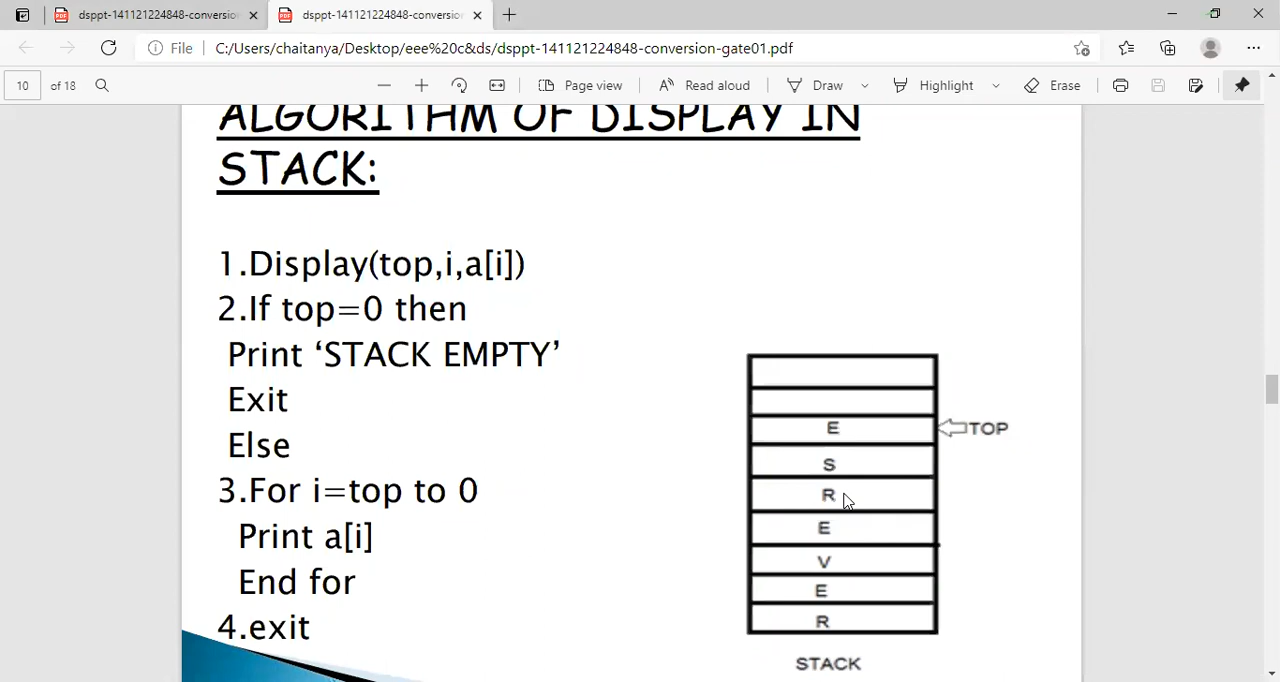 dsppt-141121224848-conversio
dsppt-141121224848-conversio
File
C:/Users/chaitanya/Desktop/eee%20c&ds/dsppt-141121224848-conversion-gate01.pdf
10 of 18
Page view
Read aloud
Draw
Highlight
Erase
ALGORITHM OF DISPLAY IN
STACK:
1.Display(top,i,a[i])
2.If top=0 then
Print ‘STACK EMPTY’
Exit
Else
3.For i=top to 0
Print a[i]
End for
4.exit
E
TOP
S
R
E
V
E
R
STACK